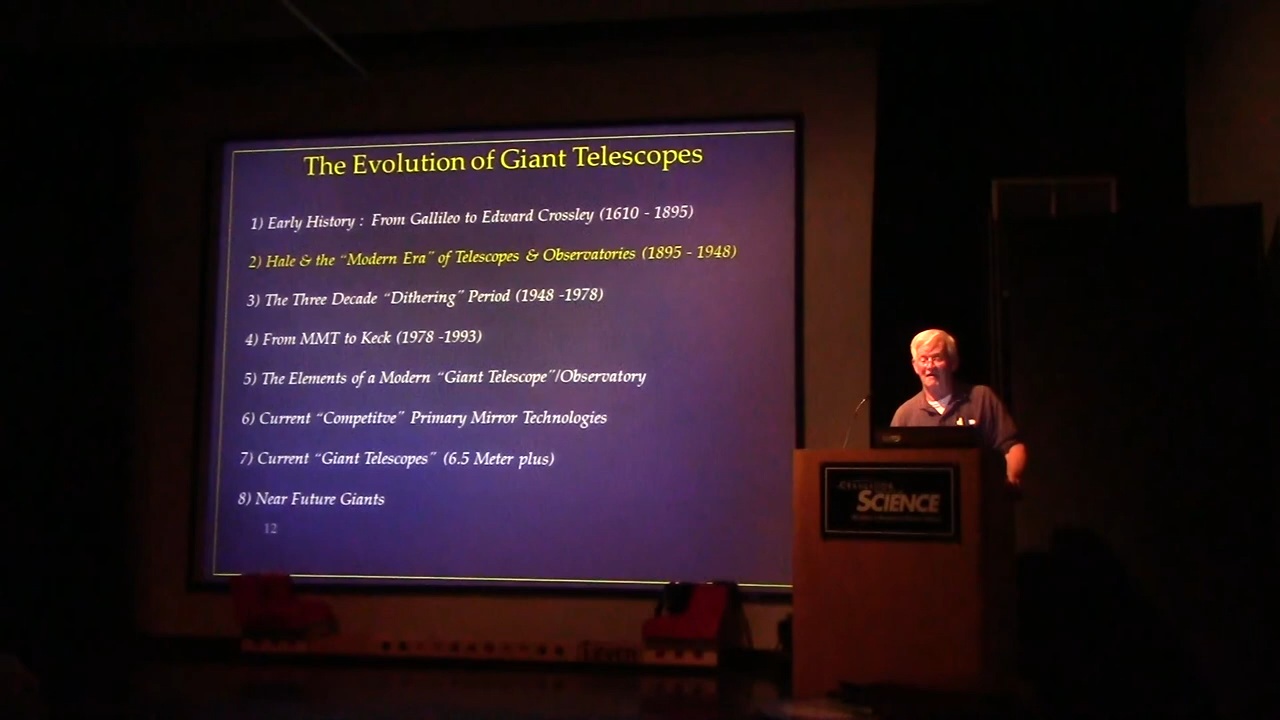 The Evolution of Giant Telescopes
1) Early History : From Gallileo to Edward Crossley (1610 - 1895)
2) Hale & the “Modern Era” of Telescopes & Observatories (1895 - 1948)
3) The Three Decade “Dithering” Period (1948 -1978)
4) From MMT to Keck (1978 -1993)
5) The Elements of a Modern “Giant Telescope”/Observatory
6) Current “Competitve” Primary Mirror Technologies
7) Current “Giant Telescopes” (6.5 Meter plus)
8) Near Future Giants
12
SCIENCE